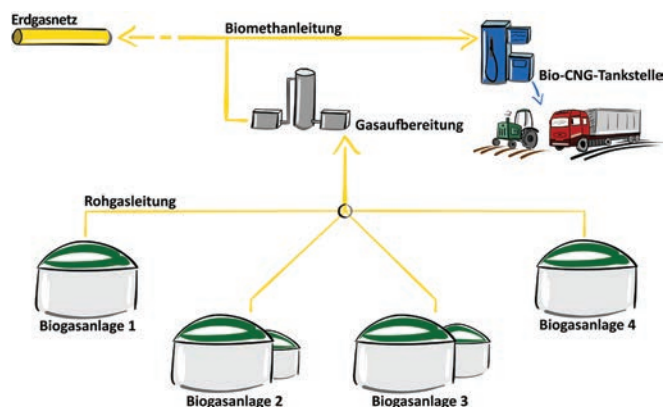 Erdgasnetz
Biomethanleitung
Bio-CNG-Tankstelle
Gasaufbereitung
Rohgasleitung
Biogasanlage 1
Biogasanlage 4
Biogasanlage 2
Biogasanlage 3